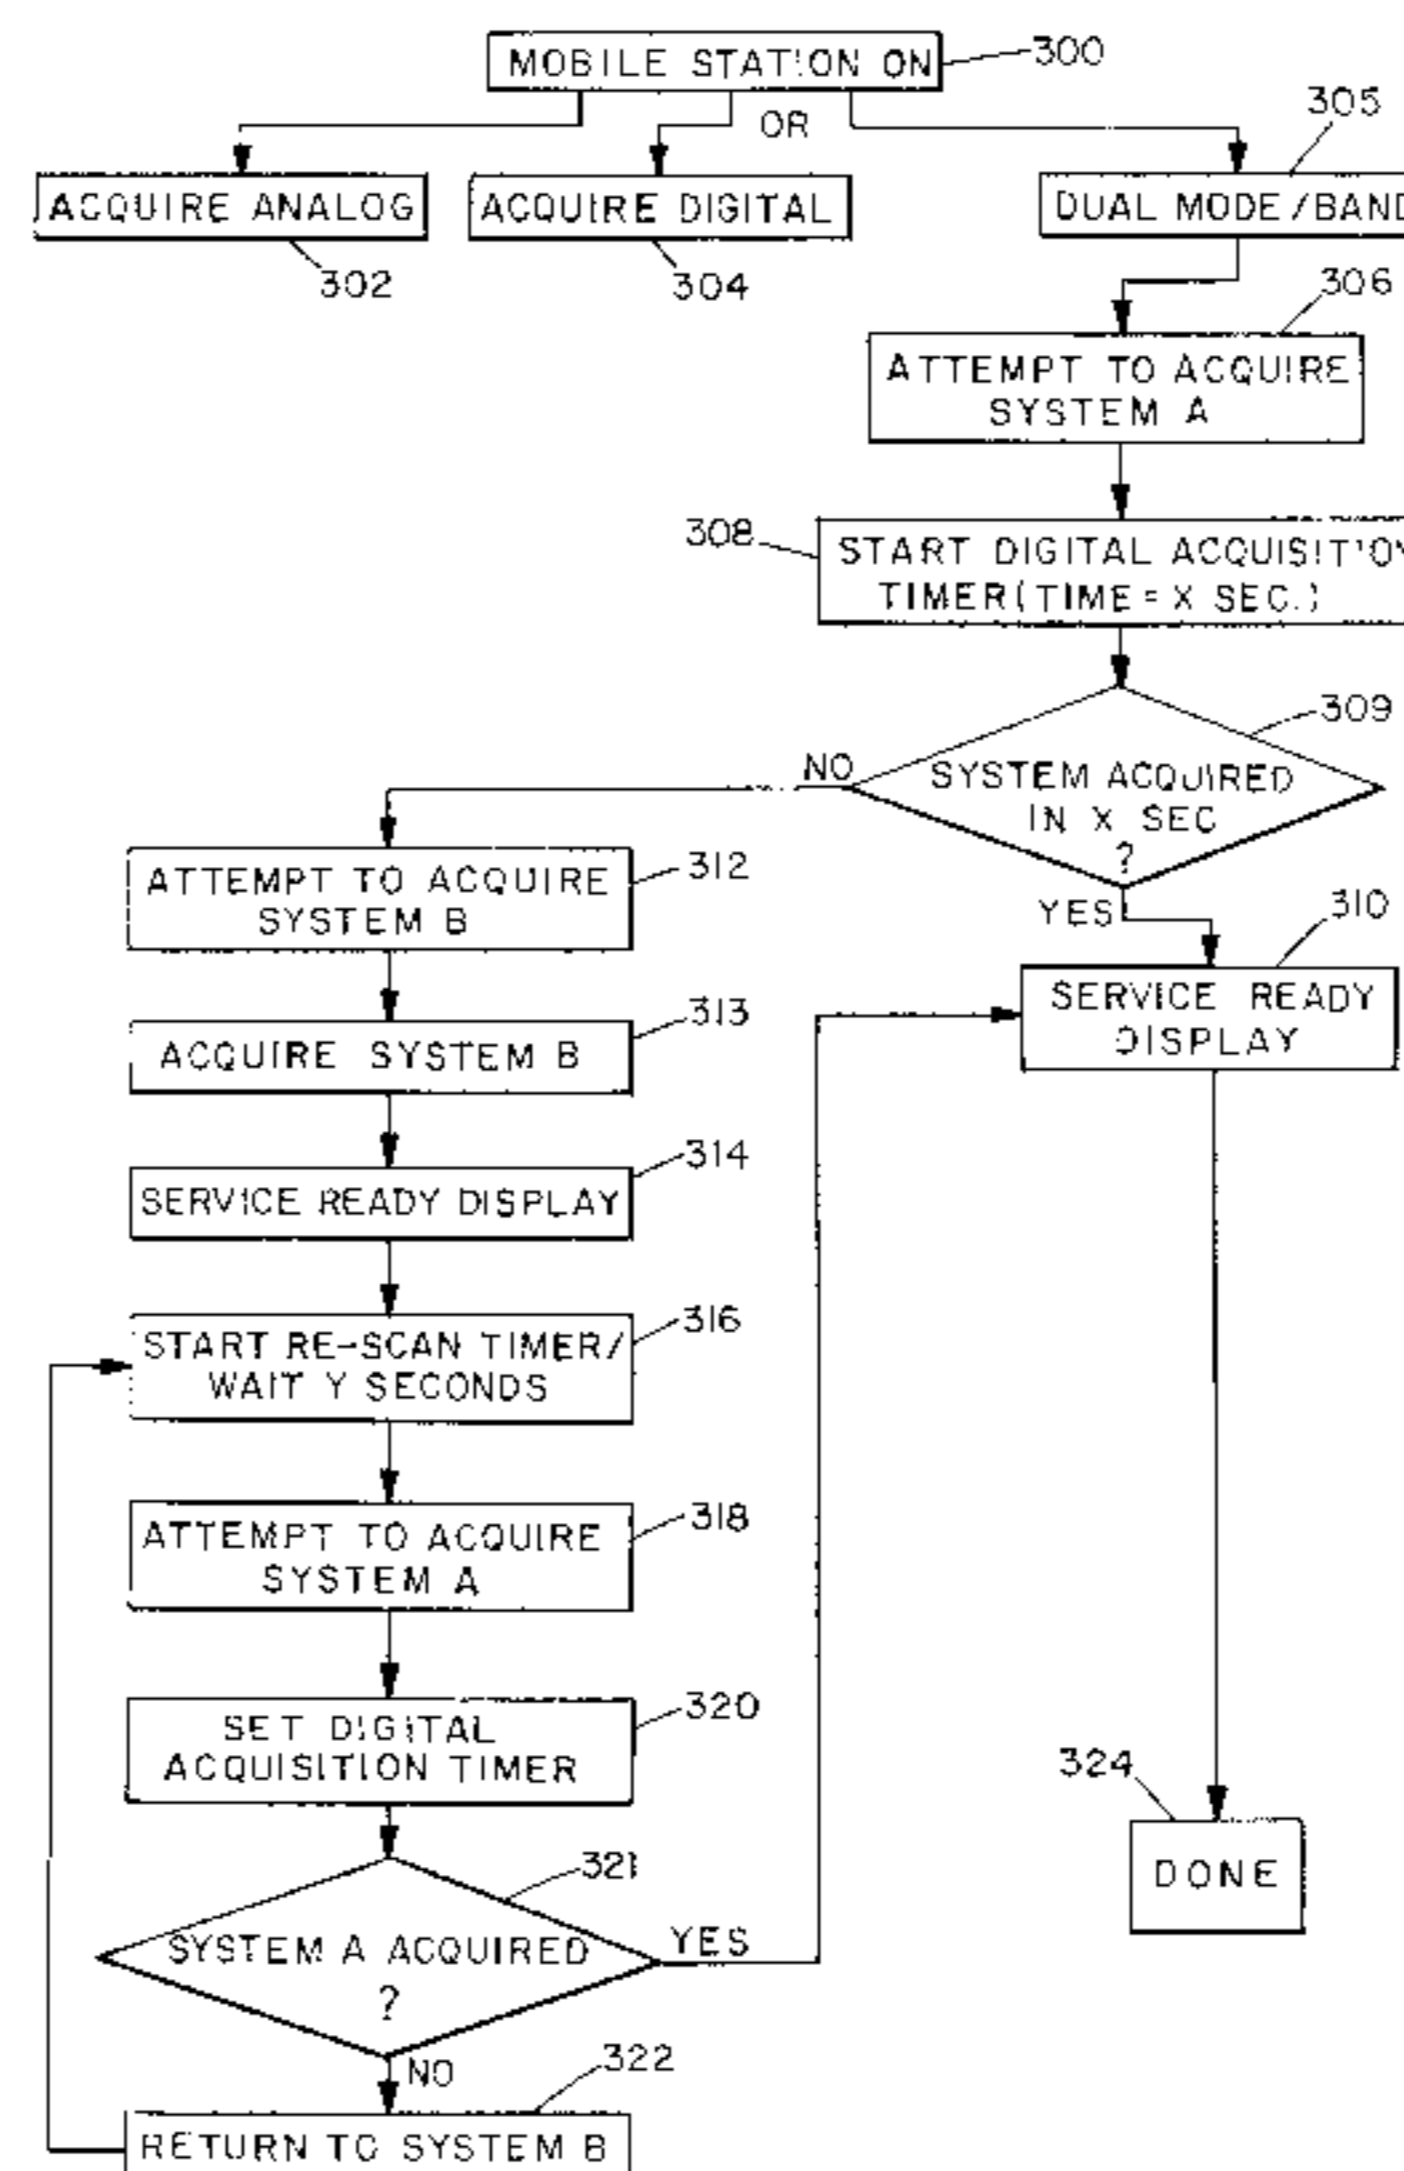 MOBILE STATION ON
300
OR
305
ACQUIRE ANALOG
ACQUIRE DIGITAL
DUAL MODE/BAND
302
304
306
ATTEMPT TO ACQUIRE
SYSTEM A
308
START DIGITAL ACQUISITION
TIMER(TIME = X SEC.)
309
NO
SYSTEM ACQUIRED
IN X SEC
?
YES
310
SERVICE READY
DISPLAY
312
ATTEMPT TO ACQUIRE
SYSTEM B
313
ACQUIRE SYSTEM B
314
SERVICE READY DISPLAY
316
START RE-SCAN TIMER/
WAIT Y SECONDS
318
ATTEMPT TO ACQUIRE
SYSTEM A
320
SET DIGITAL
ACQUISITION TIMER
324
DONE
321
SYSTEM A ACQUIRED
?
YES
NO
322
RETURN TO SYSTEM B